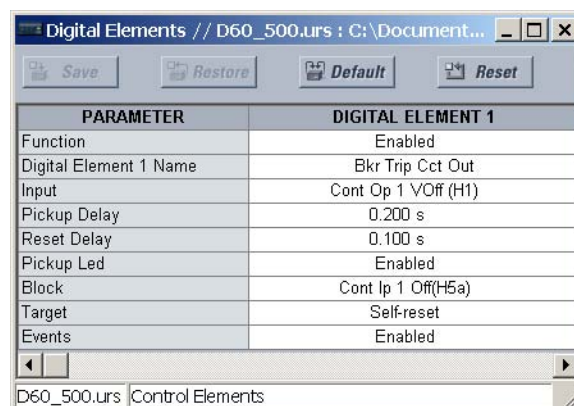 Digital Elements // D60_500.urs : C:\Document...
Save Restore Default Reset
PARAMETER DIGITAL ELEMENT 1
Function Enabled
Digital Element 1 Name Bkr Trip Cct Out
Input Cont Op 1 VOff (H1)
Pickup Delay 0.200 s
Reset Delay 0.100 s
Pickup Led Enabled
Block Cont Ip 1 Off(H5a)
Target Self-reset
Events Enabled
D60_500.urs Control Elements